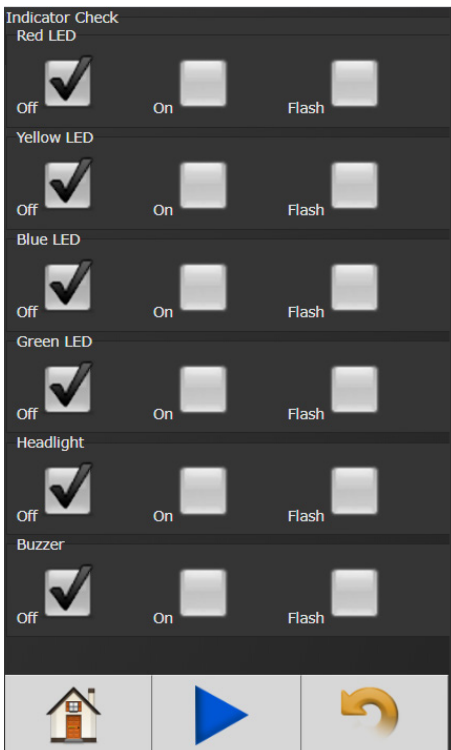 Indicator Check
Red LED
Off On Flash
Yellow LED
Off On Flash
Blue LED
Off On Flash
Green LED
Off On Flash
Headlight
Off On Flash
Buzzer
Off On Flash